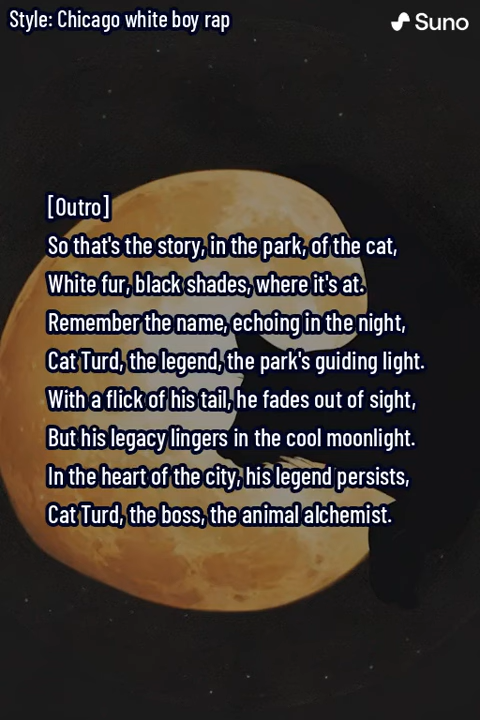 Style: Chicago white boy rap
Suno
[Outro]
So that's the story, in the park, of the cat,
White fur, black shades, where it's at.
Remember the name, echoing in the night,
Cat Turd, the legend, the park's guiding light.
With a flick of his tail, he fades out of sight,
But his legacy lingers in the cool moonlight.
In the heart of the city, his legend persists,
Cat Turd, the boss, the animal alchemist.